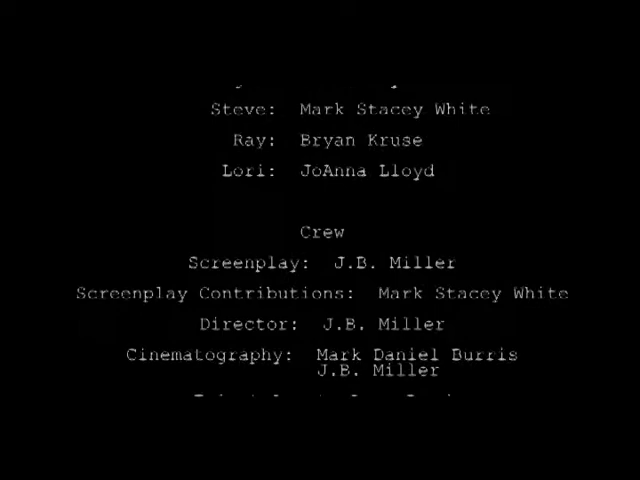 Steve: Mark Stacey White
Ray: Bryan Kruse
Lori: JoAnna Lloyd
Crew
Screenplay: J.B. Miller
Screenplay Contributions: Mark Stacey White
Director: J.B. Miller
Cinematography: Mark Daniel Burris
J.B. Miller